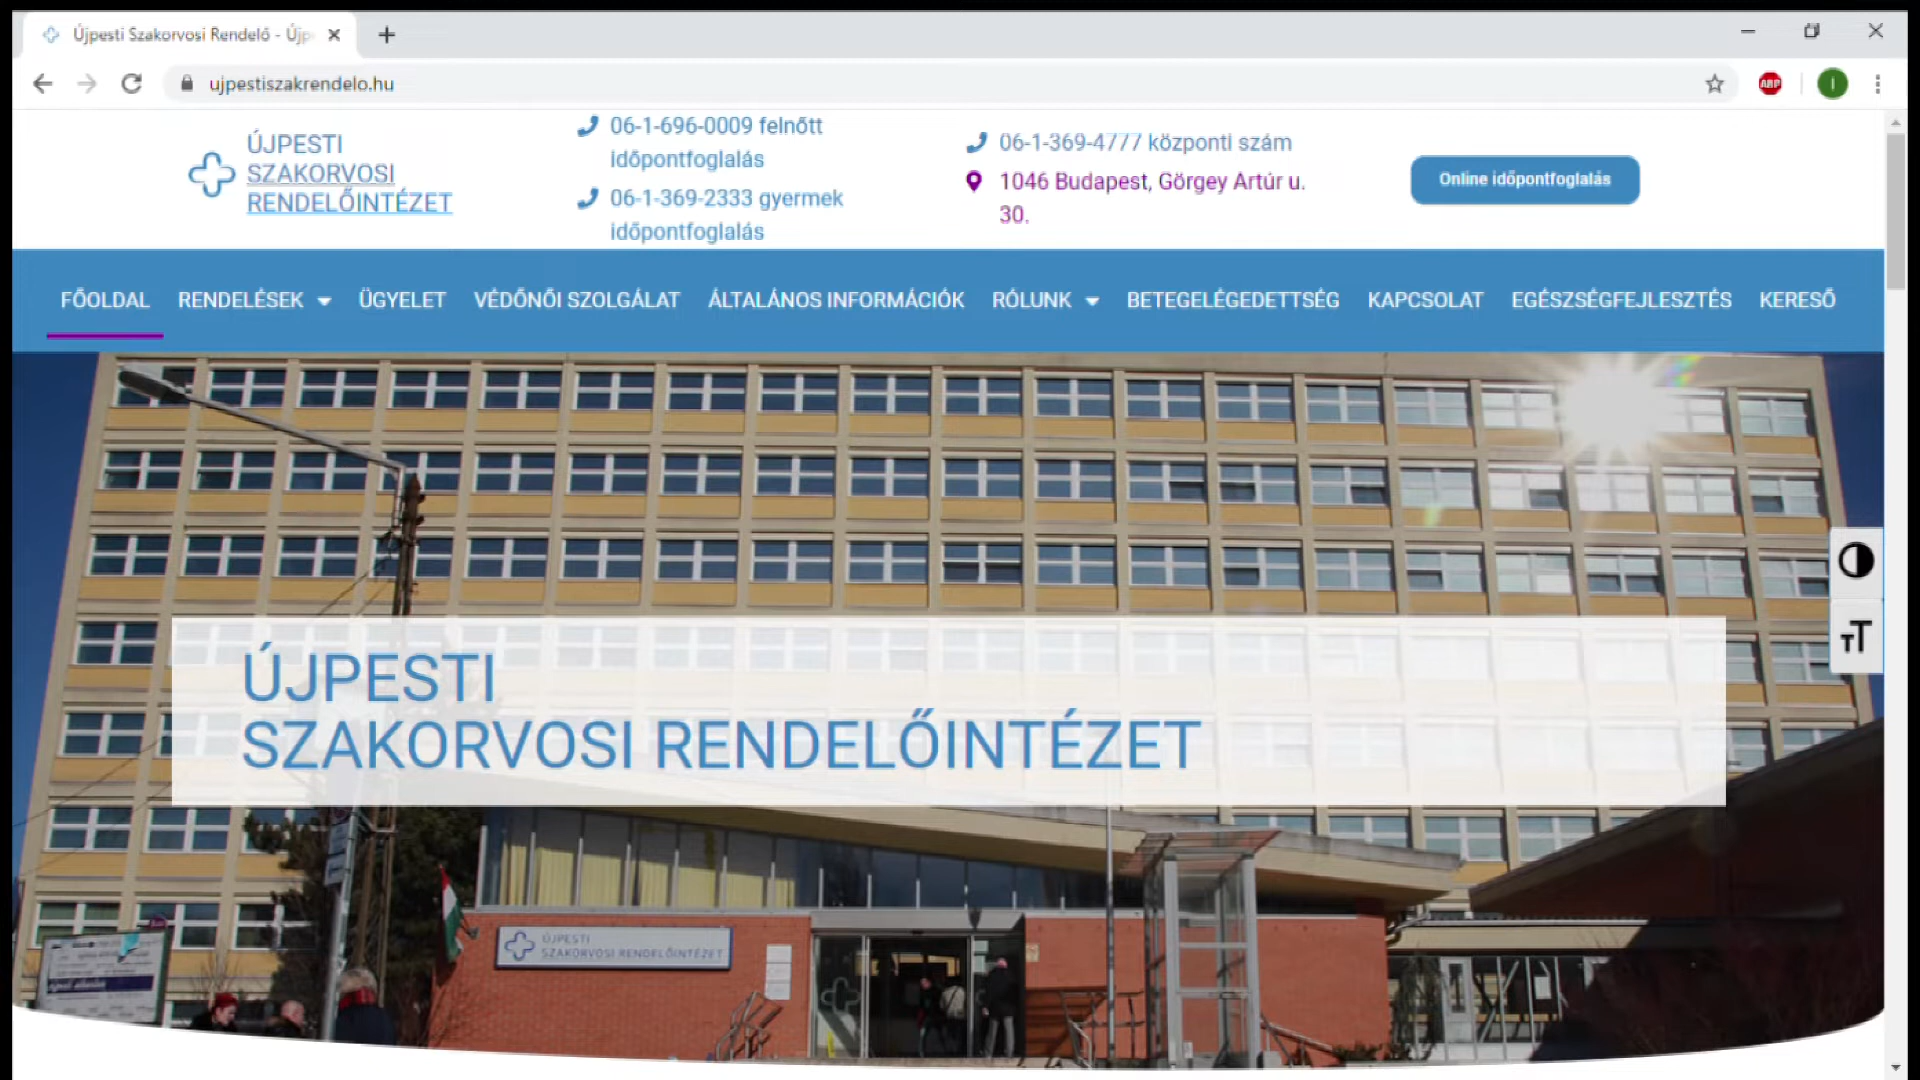 Újpesti Szakorvosi Rendelő - Újp
ujpestiszakrendelo.hu
ABP
I
ÚJPESTI
SZAKORVOSI
RENDELŐINTÉZET
06-1-696-0009 felnőtt
időpontfoglalás
06-1-369-2333 gyermek
időpontfoglalás
06-1-369-4777 központi szám
1046 Budapest, Görgey Artúr u.
30.
Online időpontfoglalás
FŐOLDAL RENDELÉSEK ÜGYELET VÉDŐNŐI SZOLGÁLAT ÁLTALÁNOS INFORMÁCIÓK RÓLUNK BETEGELÉGEDETTSÉG KAPCSOLAT EGÉSZSÉGFEJLESZTÉS KERESŐ
TT
ÚJPESTI
SZAKORVOSI RENDELŐINTÉZET
ÚJPESTI
SZAKORVOSI RENDELŐINTÉZET